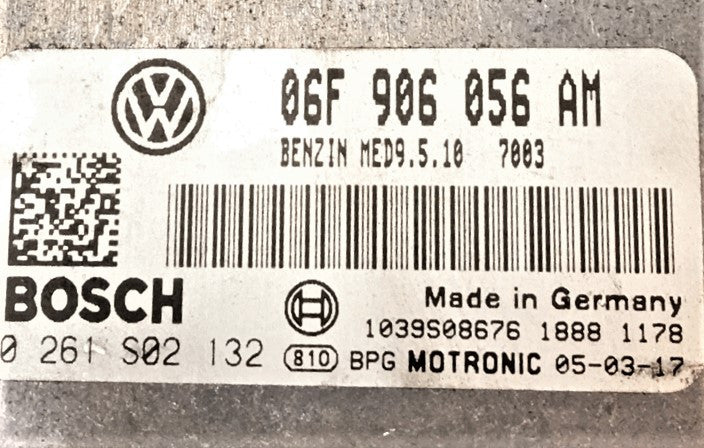 06F 906 056 AM
BENZIN MED9.5.10 7003
BOSCH
Made in Germany
1039S08676 1888 1178
0 261 S02 132 810 BPG MOTRONIC 05-03-17